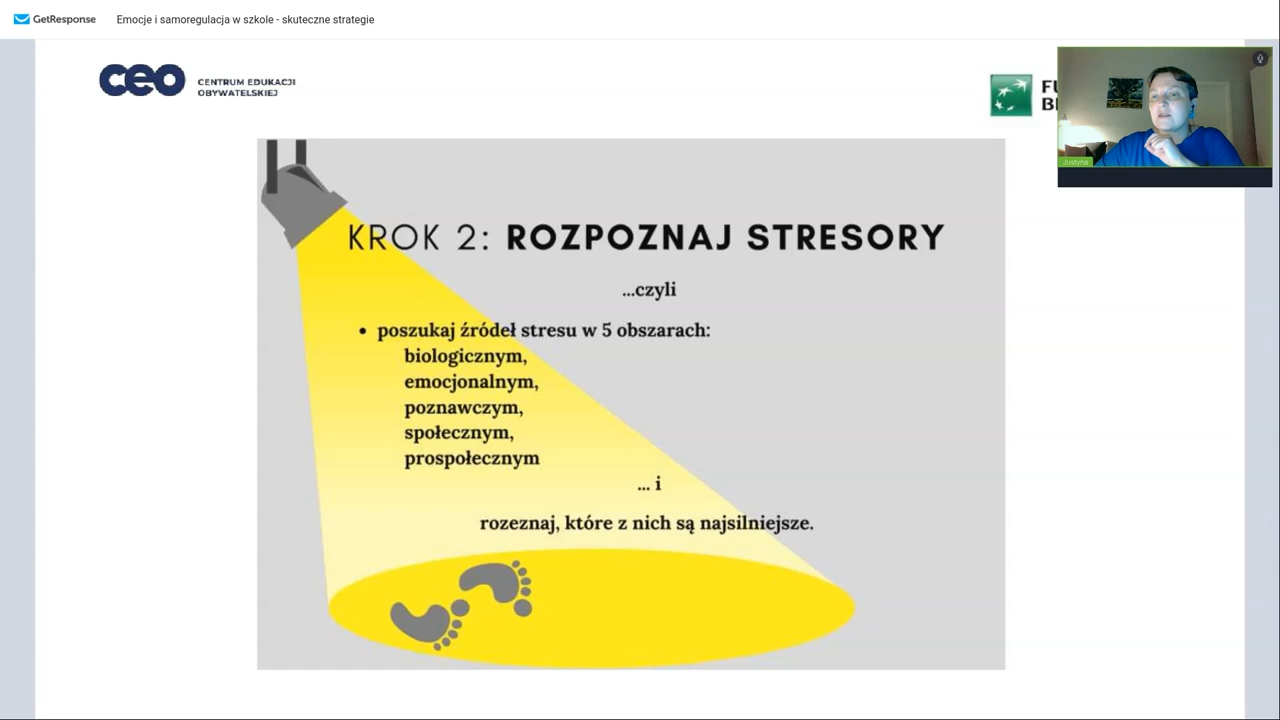 GetResponse Emocje i samoregulacja w szkole - skuteczne strategie
ceo CENTRUM EDUKACJI
OBYWATELSKIEJ
Justyna
KROK 2: ROZPOZNAJ STRESORY
...czyli
• poszukaj źródeł stresu w 5 obszarach:
biologicznym,
emocjonalnym,
poznawczym,
społecznym,
prospołecznym
... i
rozeznaj, które z nich są najsilniejsze.